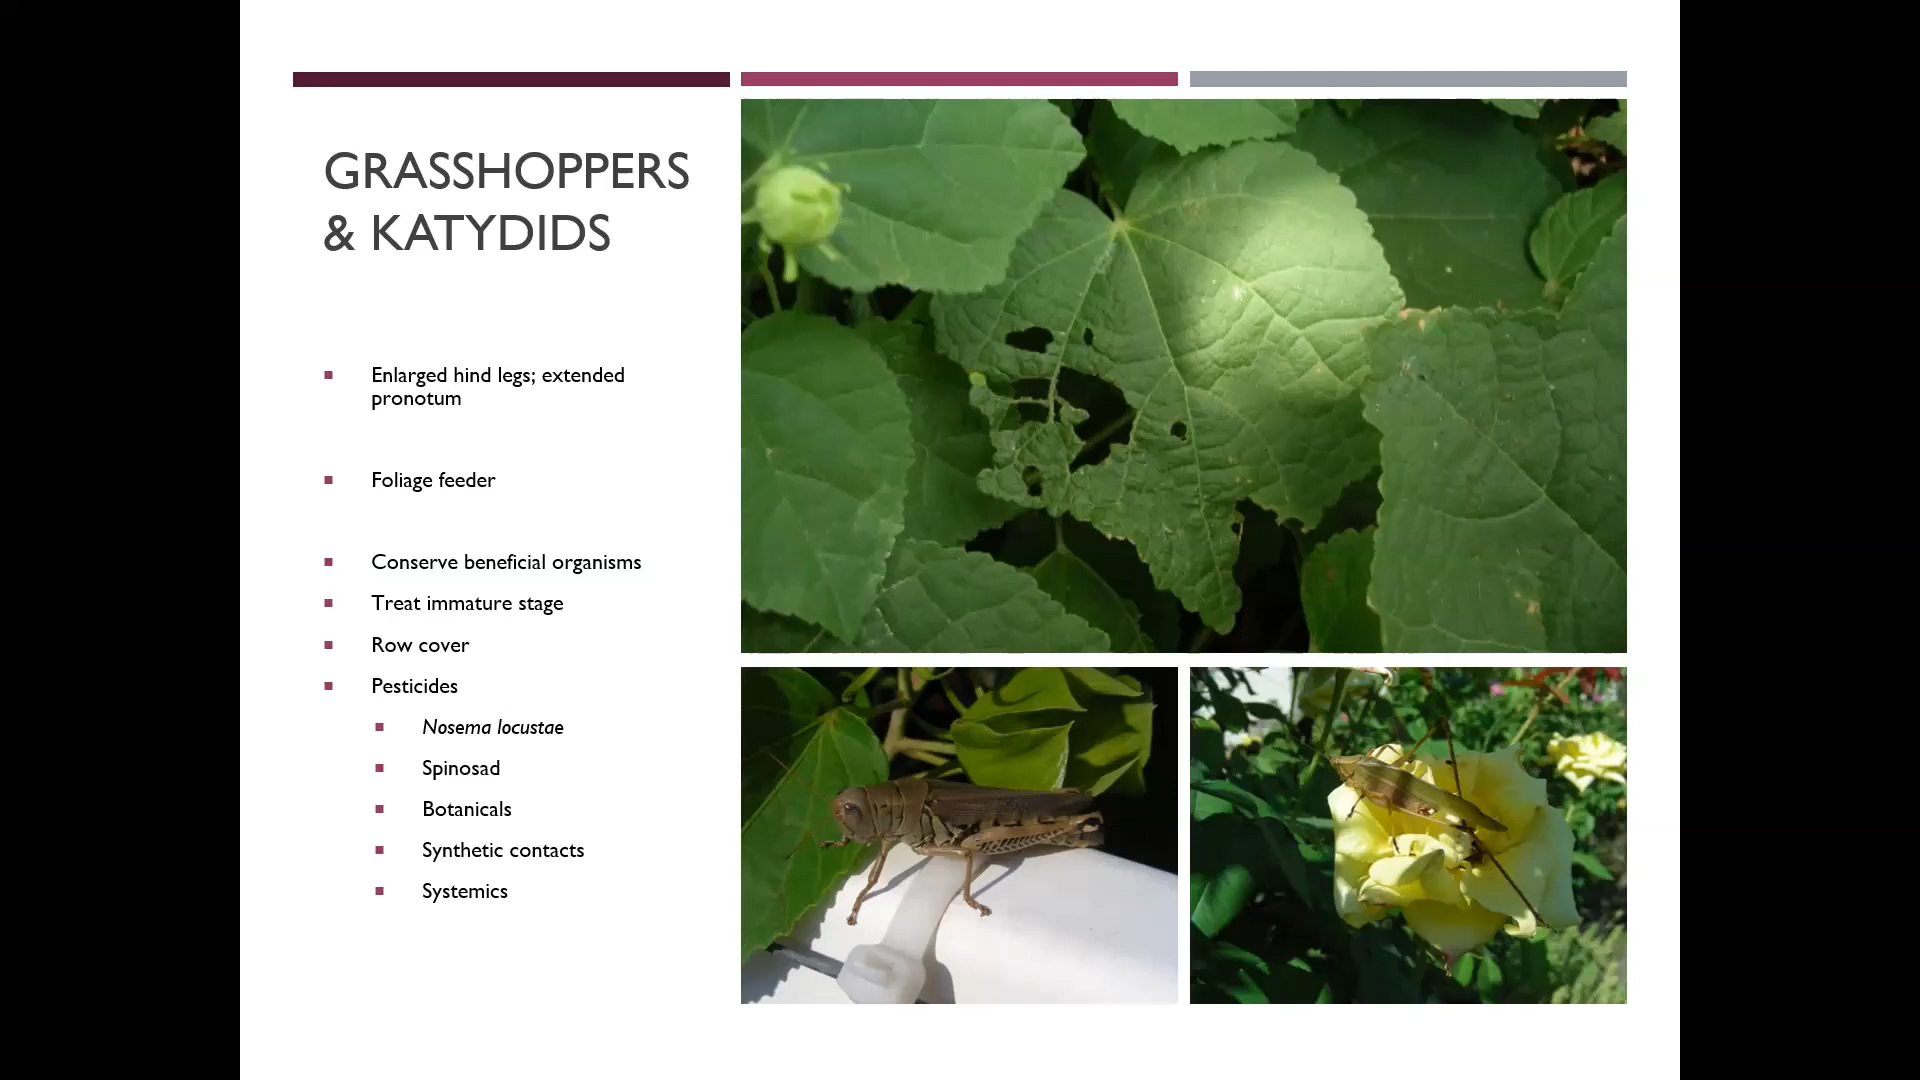 GRASSHOPPERS
& KATYDIDS
Enlarged hind legs; extended
pronotum
Foliage feeder
Conserve beneficial organisms
Treat immature stage
Row cover
Pesticides
Nosema locustae
Spinosad
Botanicals
Synthetic contacts
Systemics